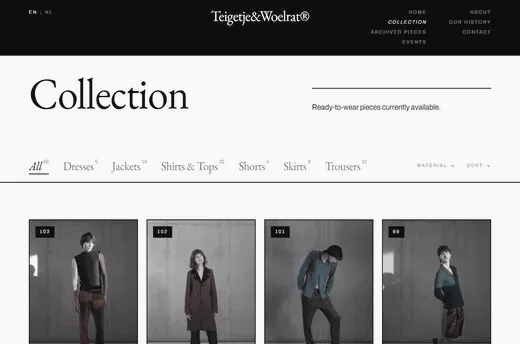 EN | NL
Teigetje&Woelrat®
HOME
COLLECTION
ARCHIVED PIECES
EVENTS
ABOUT
OUR HISTORY
CONTACT
Collection
Ready-to-wear pieces currently available.
All
Dresses
Jackets
Shirts & Tops
Shorts
Skirts
Trousers
MATERIAL
SORT
103
102
101
99